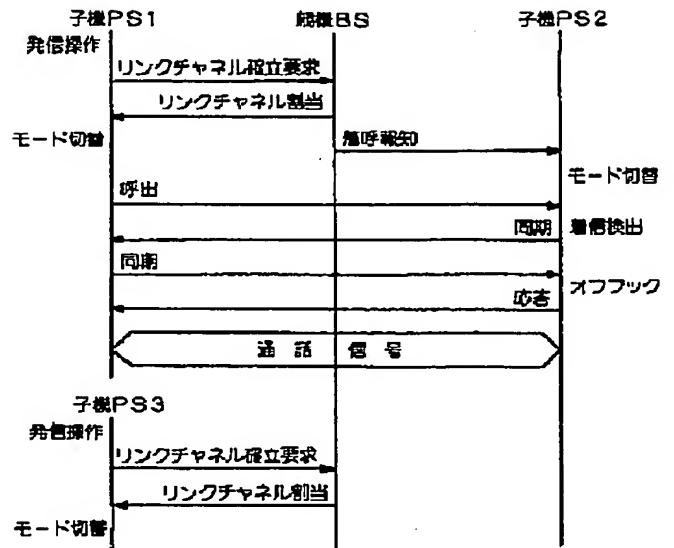 子機PS1 親機BS 子機PS2
発信操作
リンクチャネル確立要求
リンクチャネル割当
モード切替
着呼報知
モード切替
呼出
同期 着信検出
同期
オフフック
応答
通話信号
子機PS3
発信操作
リンクチャネル確立要求
リンクチャネル割当
モード切替